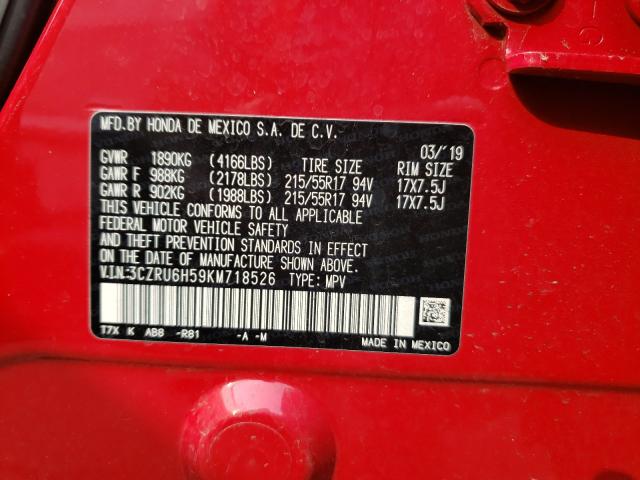 MFD. BY HONDA DE MEXICO S.A. DE C.V.
03/'19
GVWR 1890KG (4166LBS) TIRE SIZE RIM SIZE
GAWR F 988KG (2178LBS) 215/55R17 94V 17X7.5J
GAWR R 902KG (1988LBS) 215/55R17 94V 17X7.5J
THIS VEHICLE CONFORMS TO ALL APPLICABLE
FEDERAL MOTOR VEHICLE SAFETY
AND THEFT PREVENTION STANDARDS IN EFFECT
ON THE DATE OF MANUFACTURE SHOWN ABOVE.
V.I.N:3CZRU6H59KM718526 TYPE: MPV
T7X K AB8 -R81 -A -M
MADE IN MEXICO